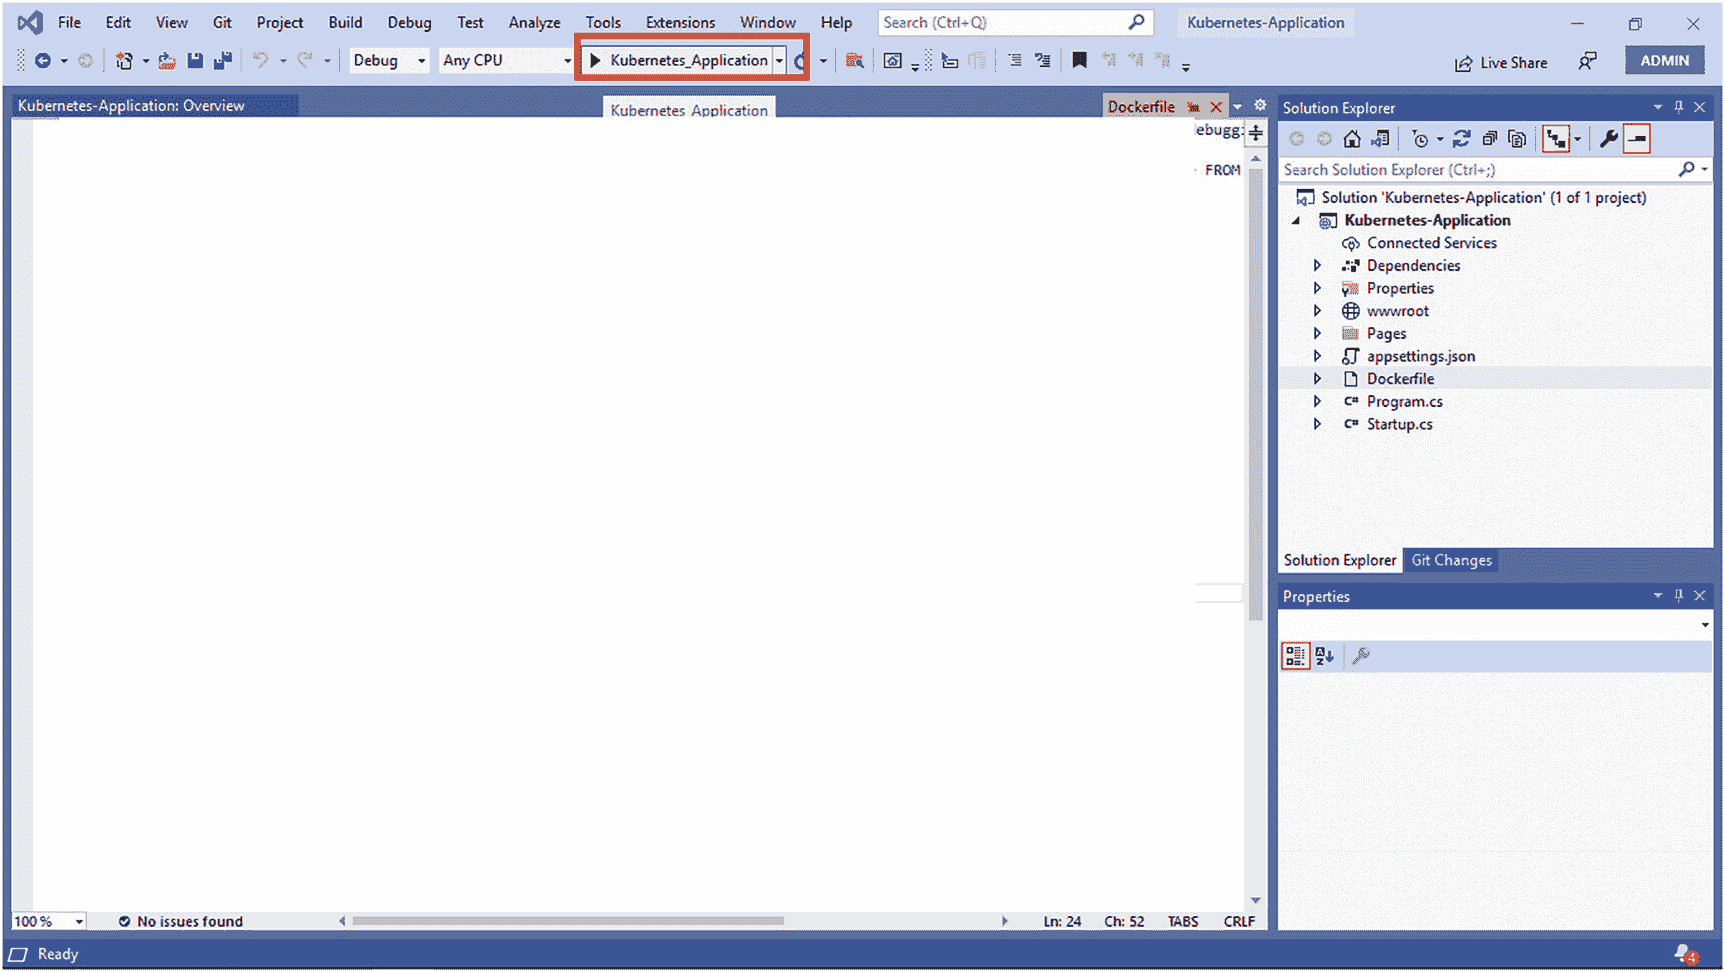 File Edit View Git Project Build Debug Test Analyze Tools Extensions Window Help Search (Ctrl+Q) Kubernetes-Application
Debug Any CPU Kubernetes_Application Live Share ADMIN
Kubernetes-Application: Overview Kubernetes Application Dockerfile
ebugg
FROM
Solution Explorer
Search Solution Explorer (Ctrl+;)
Solution 'Kubernetes-Application' (1 of 1 project)
Kubernetes-Application
Connected Services
Dependencies
Properties
wwwroot
Pages
appsettings.json
Dockerfile
C# Program.cs
C# Startup.cs
Solution Explorer Git Changes
Properties
100 % No issues found Ln: 24 Ch: 52 TABS CRLF
Ready 4